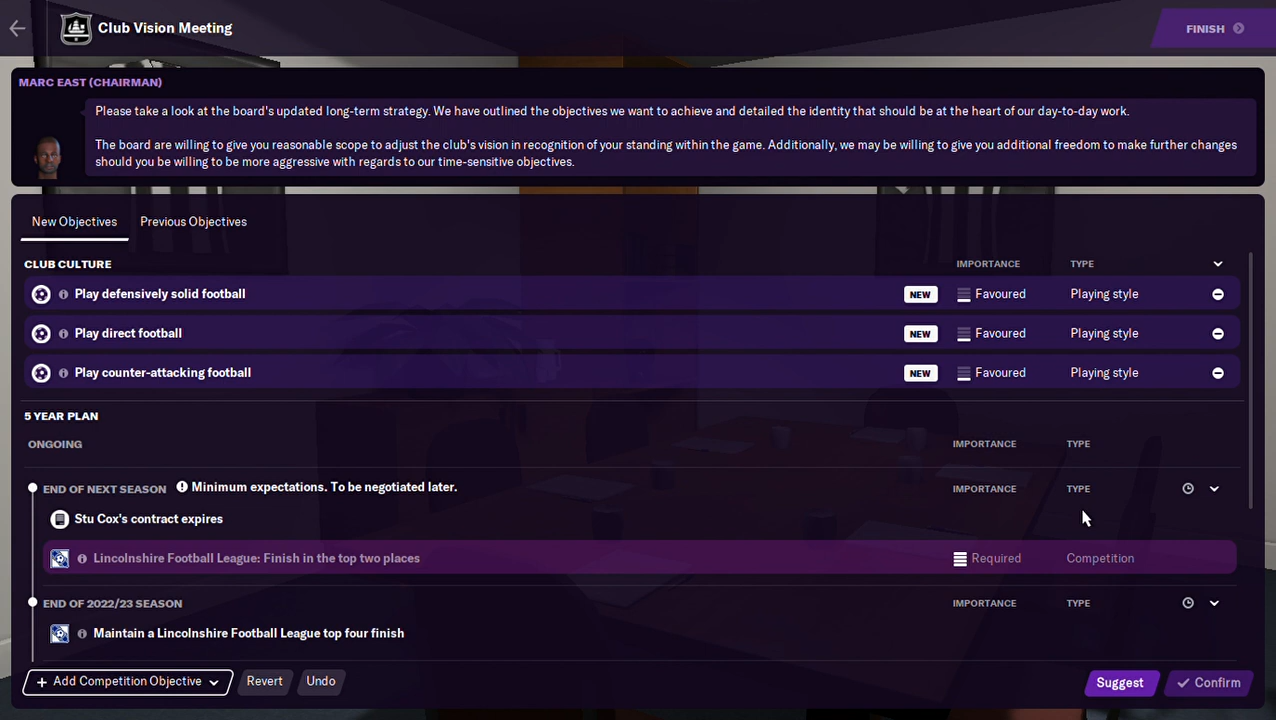 Club Vision Meeting
FINISH
MARC EAST (CHAIRMAN)
Please take a look at the board's updated long-term strategy. We have outlined the objectives we want to achieve and detailed the identity that should be at the heart of our day-to-day work.
The board are willing to give you reasonable scope to adjust the club's vision in recognition of your standing within the game. Additionally, we may be willing to give you additional freedom to make further changes
should you be willing to be more aggressive with regards to our time-sensitive objectives.
New Objectives Previous Objectives
CLUB CULTURE IMPORTANCE TYPE
Play defensively solid football NEW Favoured Playing style
Play direct football NEW Favoured Playing style
Play counter-attacking football NEW Favoured Playing style
5 YEAR PLAN
ONGOING IMPORTANCE TYPE
END OF NEXT SEASON Minimum expectations. To be negotiated later. IMPORTANCE TYPE
Stu Cox's contract expires
Lincolnshire Football League: Finish in the top two places Required Competition
END OF 2022/23 SEASON IMPORTANCE TYPE
Maintain a Lincolnshire Football League top four finish
+ Add Competition Objective Revert Undo Suggest Confirm